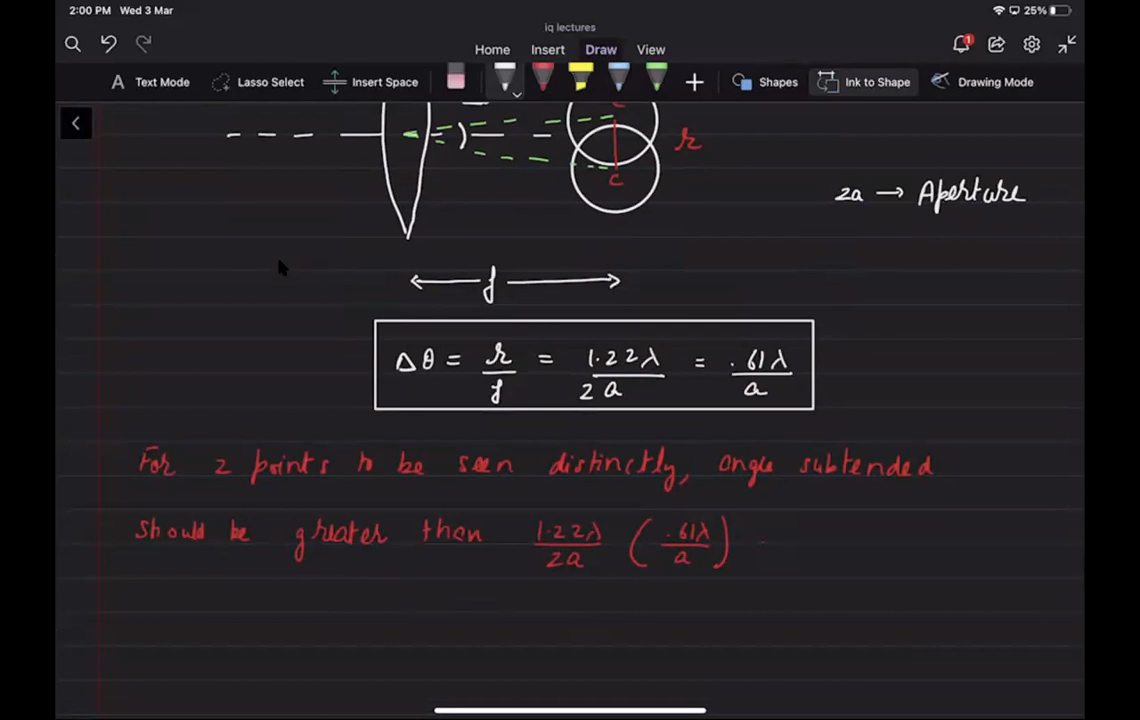 2:00 PM Wed 3 Mar
25%
iq lectures
Home Insert Draw View
1
A Text Mode Lasso Select Insert Space Shapes Ink to Shape Drawing Mode
c
r
c
2a → Aperture
f
Δθ = r/f = 1.22λ/2a = .61λ/a
For 2 points to be seen distinctly, angle subtended
should be greater than 1.22λ/2a (.61λ/a)